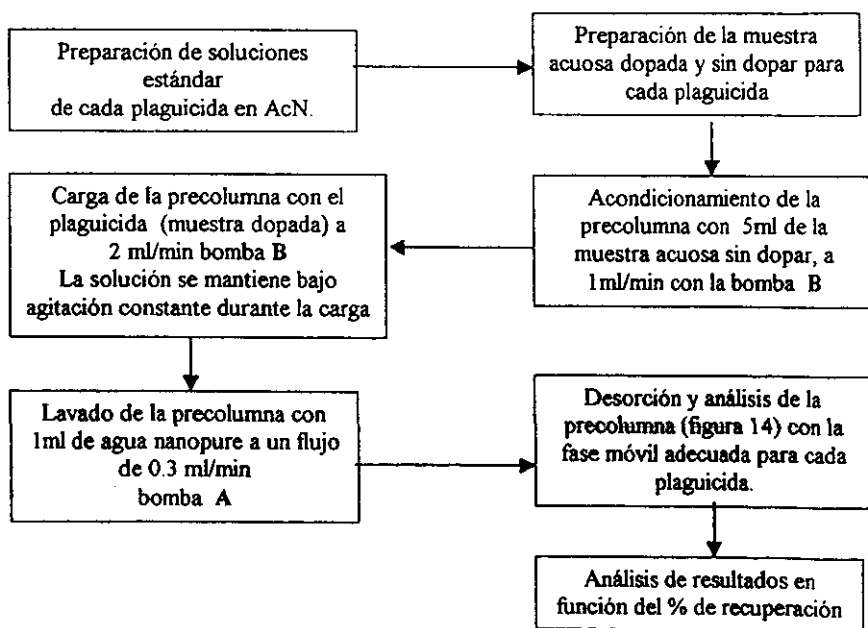 Preparación de soluciones
estándar
de cada plaguicida en AcN.
Preparación de la muestra
acuosa dopada y sin dopar para
cada plaguicida
Acondicionamiento de la
precolumna con 5ml de la
muestra acuosa sin dopar, a
1ml/min con la bomba B
Carga de la precolumna con el
plaguicida (muestra dopada) a
2 ml/min bomba B
La solución se mantiene bajo
agitación constante durante la carga
Lavado de la precolumna con
1ml de agua nanopure a un flujo
de 0.3 ml/min
bomba A
Desorción y análisis de la
precolumna (figura 14) con la
fase móvil adecuada para cada
plaguicida.
Análisis de resultados en
función del % de recuperación